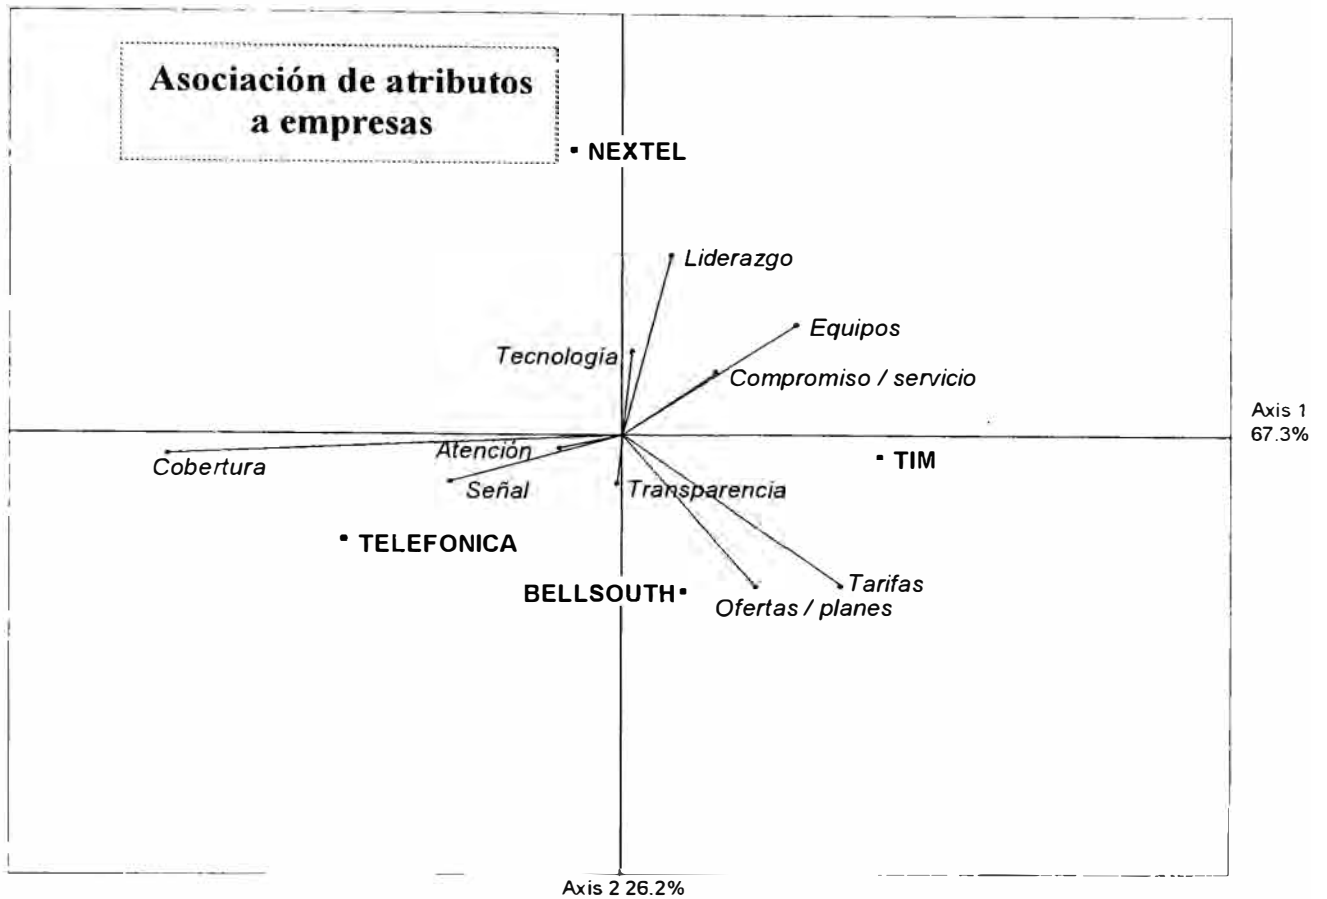 Asociación de atributos
a empresas
NEXTEL
Liderazgo
Equipos
Tecnología
Compromiso / servicio
Axis 1
67.3%
Atención
TIM
Cobertura
Señal
Transparencia
TELEFONICA
Tarifas
BELLSOUTH
Ofertas / planes
Axis 2 26.2%